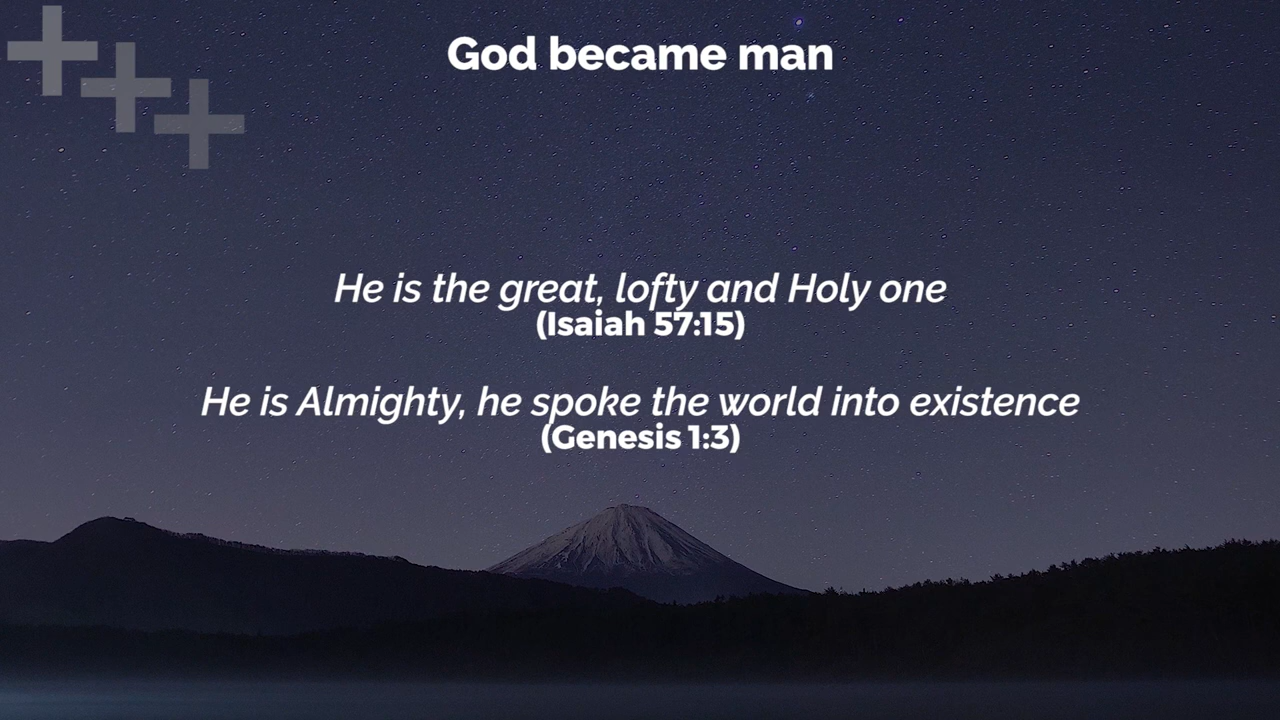 God became man
He is the great, lofty and Holy one
(Isaiah 57:15)
He is Almighty, he spoke the world into existence
(Genesis 1:3)